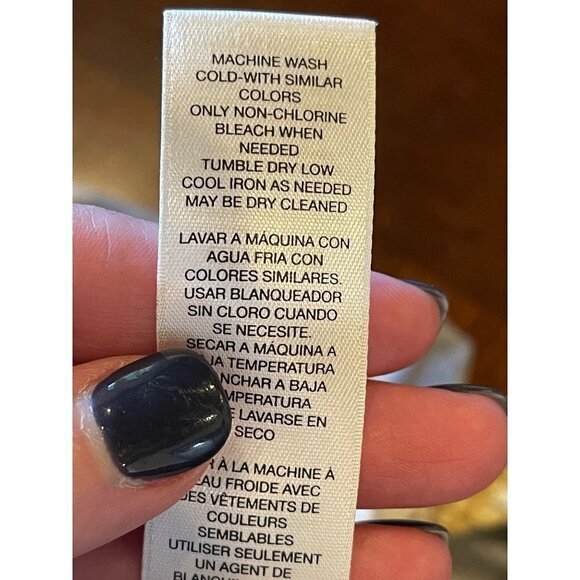 MACHINE WASH
COLD-WITH SIMILAR
COLORS
ONLY NON-CHLORINE
BLEACH WHEN
NEEDED
TUMBLE DRY LOW
COOL IRON AS NEEDED
MAY BE DRY CLEANED
LAVAR A MÁQUINA CON
AGUA FRIA CON
COLORES SIMILARES.
USAR BLANQUEADOR
SIN CLORO CUANDO
SE NECESITE.
SECAR A MÁQUINA A
TEMPERATURA
A BAJA
LAVARSE EN
SECO
À LA MACHINE À
FROIDE AVEC
DES VÊTEMENTS DE
COULEURS
SEMBLABLES
UTILISER SEULEMENT
UN AGENT DE